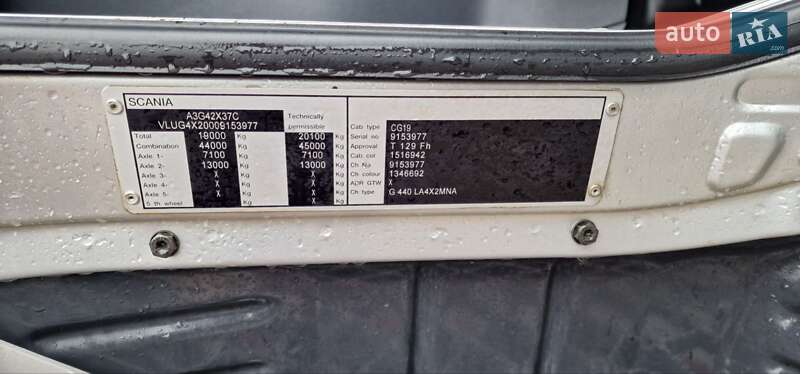 auto RIA
SCANIA
A3G42X37C
VLUG4X20009153977
Technically permissible
Total 18000 Kg 20100 Kg
Combination 44000 Kg 45000 Kg
Axle 1- 7100 Kg 7100 Kg
Axle 2- 13000 Kg 13000 Kg
Axle 3- X Kg X Kg
Axle 4- X Kg X Kg
Axle 5- X Kg X Kg
5 th. wheel X Kg X Kg
Cab. type CG19
Serial no 9153977
Approval T 129 Fh
Cab. col 1516942
Ch. No 9153977
Ch. colour 1346692
ADR GTW X
Ch. type G 440 LA4X2MNA